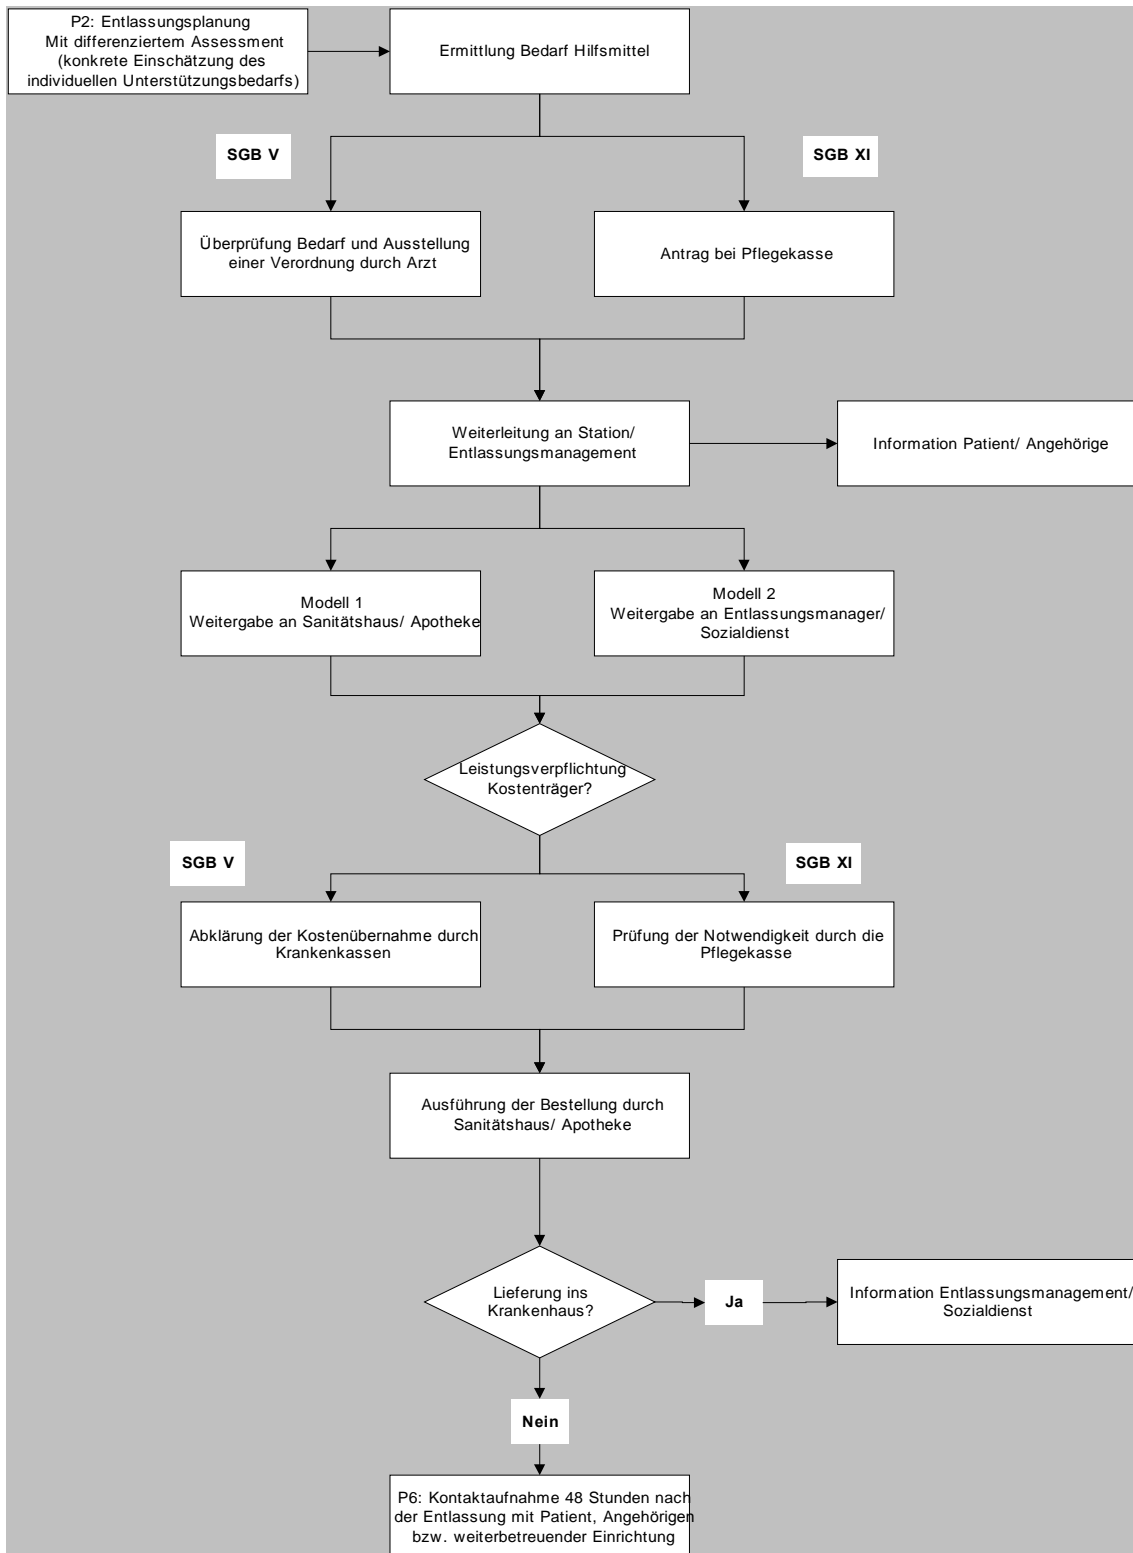 P2: Entlassungsplanung
Mit differenziertem Assessment
(konkrete Einschätzung des
individuellen Unterstützungsbedarfs)
Ermittlung Bedarf Hilfsmittel
SGB V
SGB XI
Überprüfung Bedarf und Ausstellung
einer Verordnung durch Arzt
Antrag bei Pflegekasse
Weiterleitung an Station/
Entlassungsmanagement
Information Patient/ Angehörige
Modell 1
Weitergabe an Sanitätshaus/ Apotheke
Modell 2
Weitergabe an Entlassungsmanager/
Sozialdienst
Leistungsverpflichtung
Kostenträger?
SGB V
SGB XI
Abklärung der Kostenübernahme durch
Krankenkassen
Prüfung der Notwendigkeit durch die
Pflegekasse
Ausführung der Bestellung durch
Sanitätshaus/ Apotheke
Lieferung ins
Krankenhaus?
Ja
Information Entlassungsmanagement/
Sozialdienst
Nein
P6: Kontaktaufnahme 48 Stunden nach
der Entlassung mit Patient, Angehörigen
bzw. weiterbetreuender Einrichtung